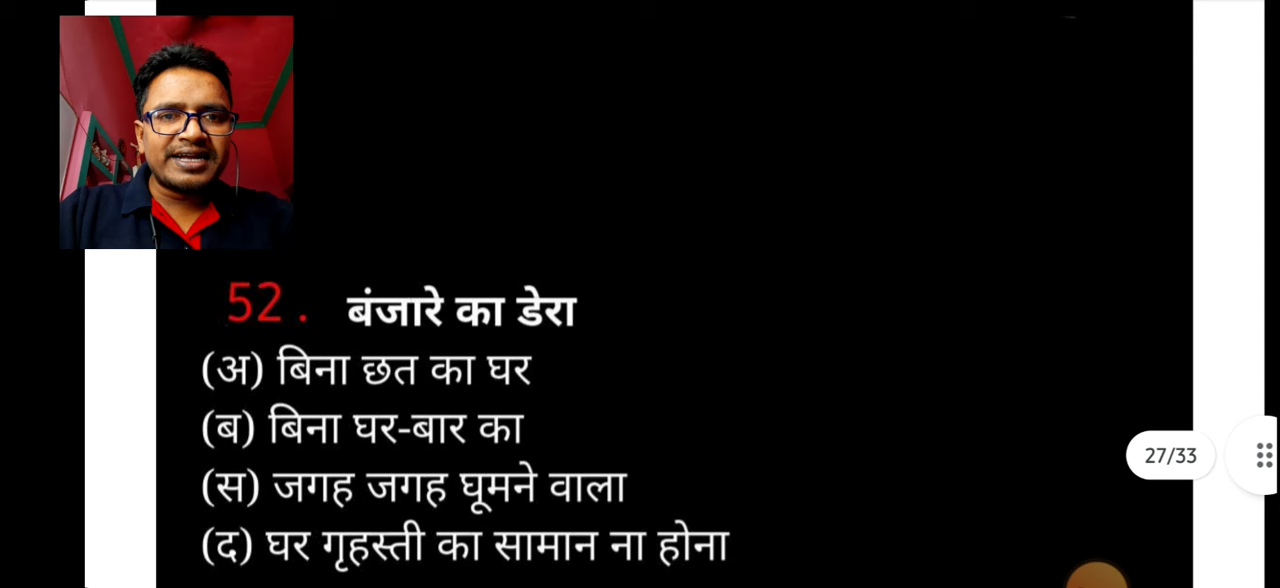 52. बंजारे का डेरा
(अ) बिना छत का घर
(ब) बिना घर-बार का
(स) जगह जगह घूमने वाला
(द) घर गृहस्ती का सामान ना होना
27/33